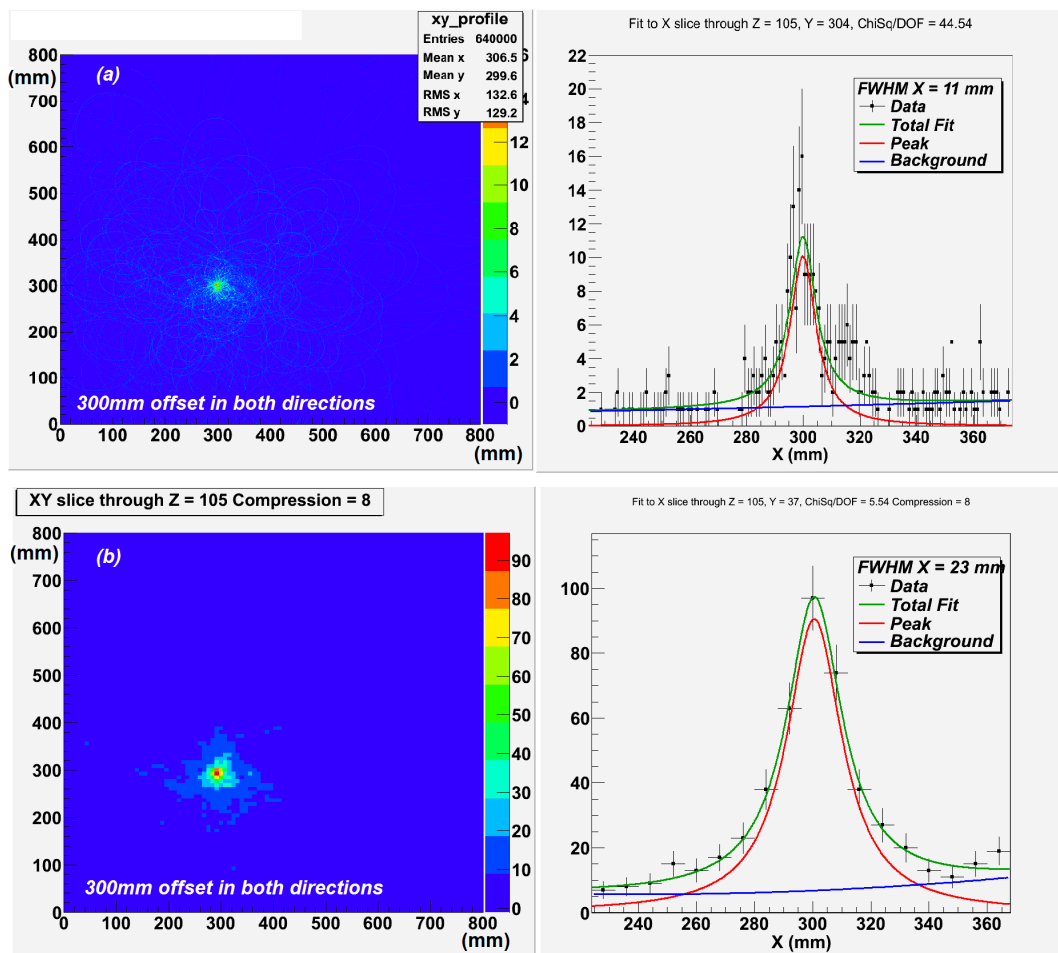 xy_profile
Entries 640000
Mean x 306.5
Mean y 299.6
RMS x 132.6
RMS y 129.2
(a)
(mm)
800
700
600
500
400
300
200
100
0
300mm offset in both directions
0 100 200 300 400 500 600 700 800
(mm)
6
4
12
10
8
6
4
2
0
Fit to X slice through Z = 105, Y = 304, ChiSq/DOF = 44.54
22
20
18
16
14
12
10
8
6
4
2
0
FWHM X = 11 mm
Data
Total Fit
Peak
Background
240 260 280 300 320 340 360
X (mm)
XY slice through Z = 105 Compression = 8
(b)
(mm)
800
700
600
500
400
300
200
100
0
300mm offset in both directions
0 100 200 300 400 500 600 700 800
(mm)
90
80
70
60
50
40
30
20
10
0
Fit to X slice through Z = 105, Y = 37, ChiSq/DOF = 5.54 Compression = 8
100
80
60
40
20
0
FWHM X = 23 mm
Data
Total Fit
Peak
Background
240 260 280 300 320 340 360
X (mm)